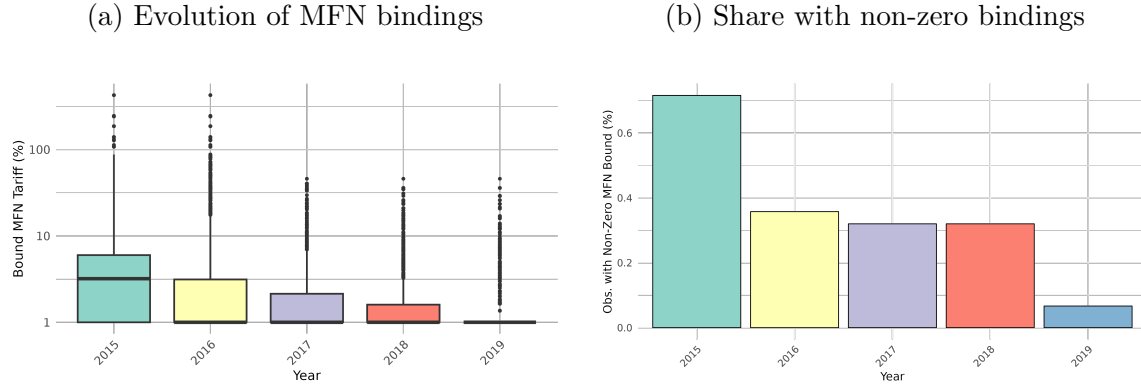 (a) Evolution of MFN bindings
(b) Share with non-zero bindings
Bound MFN Tariff (%)
100
10
1
2015
2016
2017
2018
2019
Year
Obs. with Non-Zero MFN Bound (%)
0.6
0.4
0.2
0.0
2015
2016
2017
2018
2019
Year